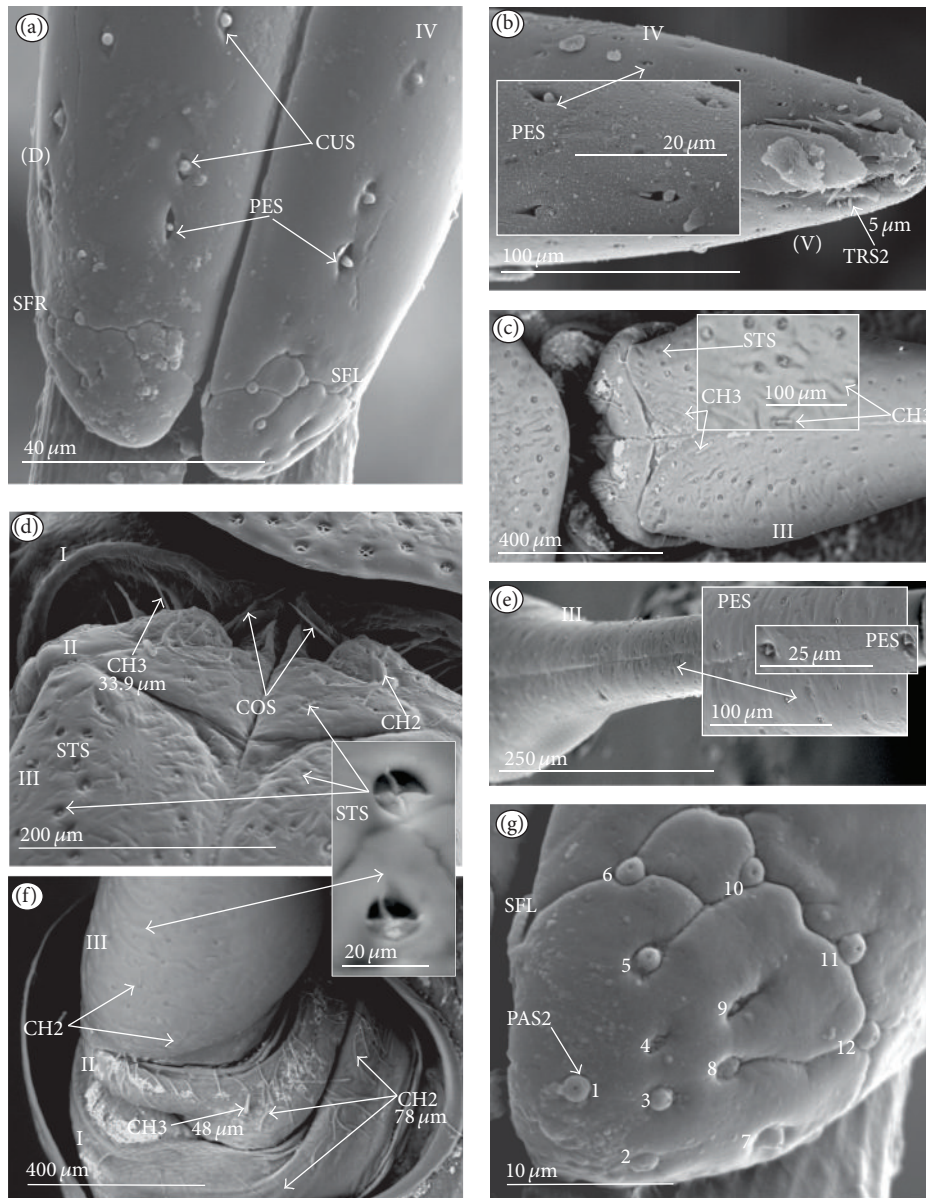 (a)
IV
CUS
(D)
PES
SFR
SFL
40 μm
(b)
IV
PES
20 μm
5 μm
(V)
TRS2
100 μm
(c)
STS
CH3
100 μm
CH3
III
400 μm
(d)
I
II
CH3
33.9 μm
COS
CH2
STS
III
STS
200 μm
20 μm
(e)
III
PES
PES
25 μm
100 μm
250 μm
(f)
III
CH2
II
CH3
48 μm
CH2
78 μm
I
400 μm
(g)
6
10
SFL
5
11
9
PAS2
4
12
8
1
3
7
2
10 μm